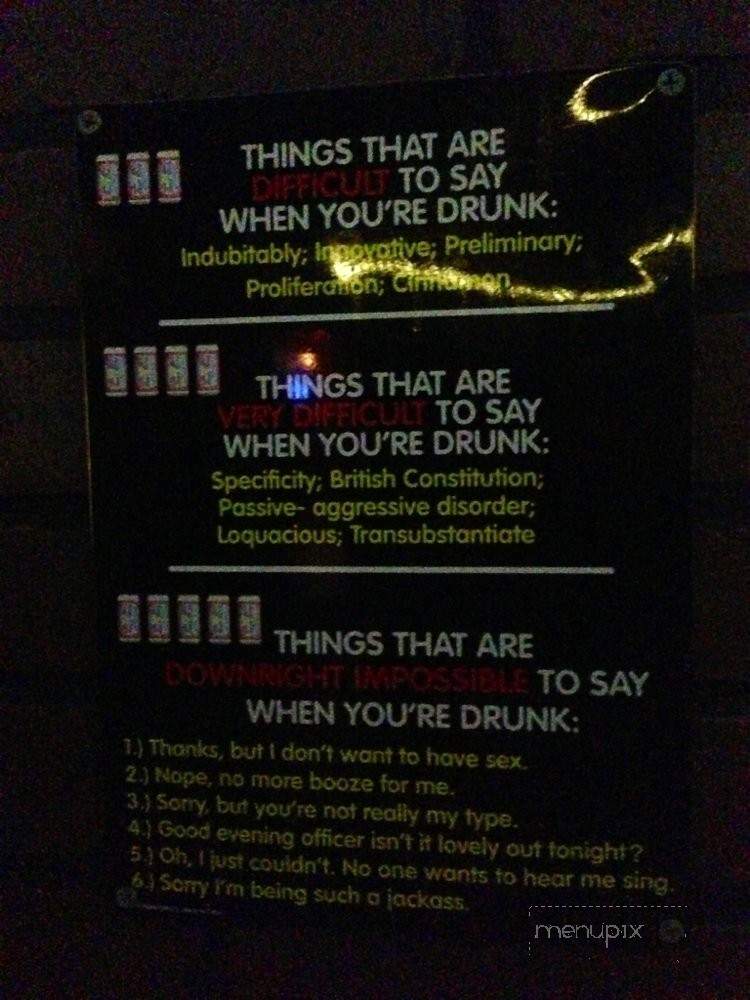 THINGS THAT ARE
DIFFICULT TO SAY
WHEN YOU'RE DRUNK:
Indubitably; Innovative; Preliminary;
Proliferation; Cinnamon
THINGS THAT ARE
VERY DIFFICULT TO SAY
WHEN YOU'RE DRUNK:
Specificity; British Constitution;
Passive- aggressive disorder;
Loquacious; Transubstantiate
THINGS THAT ARE
DOWNRIGHT IMPOSSIBLE TO SAY
WHEN YOU'RE DRUNK:
1.) Thanks, but I don't want to have sex.
2.) Nope, no more booze for me.
3.) Sorry, but you're not really my type.
4.) Good evening officer isn't it lovely out tonight?
5.) Oh, I just couldn't. No one wants to hear me sing.
6.) Sorry I'm being such a jackass.
menupix